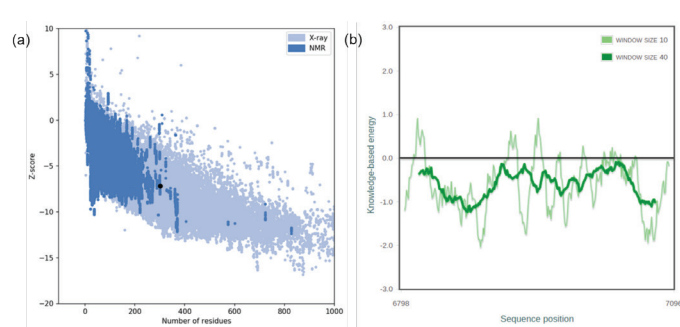 (a)
10
5
0
−5
−10
−15
−20
Z-score
0
200
400
600
800
1000
Number of residues
X-ray
NMR
(b)
3.0
2.0
1.0
0.0
-1.0
-2.0
-3.0
Knowledge-based energy
WINDOW SIZE 10
WINDOW SIZE 40
6798
7096
Sequence position